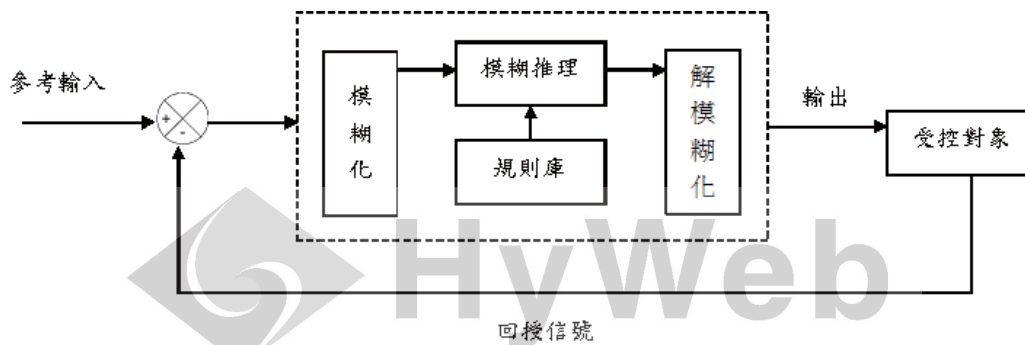 參考輸入
+
-
模糊化
模糊推理
規則庫
解模糊化
輸出
受控對象
回授信號
HyWeb